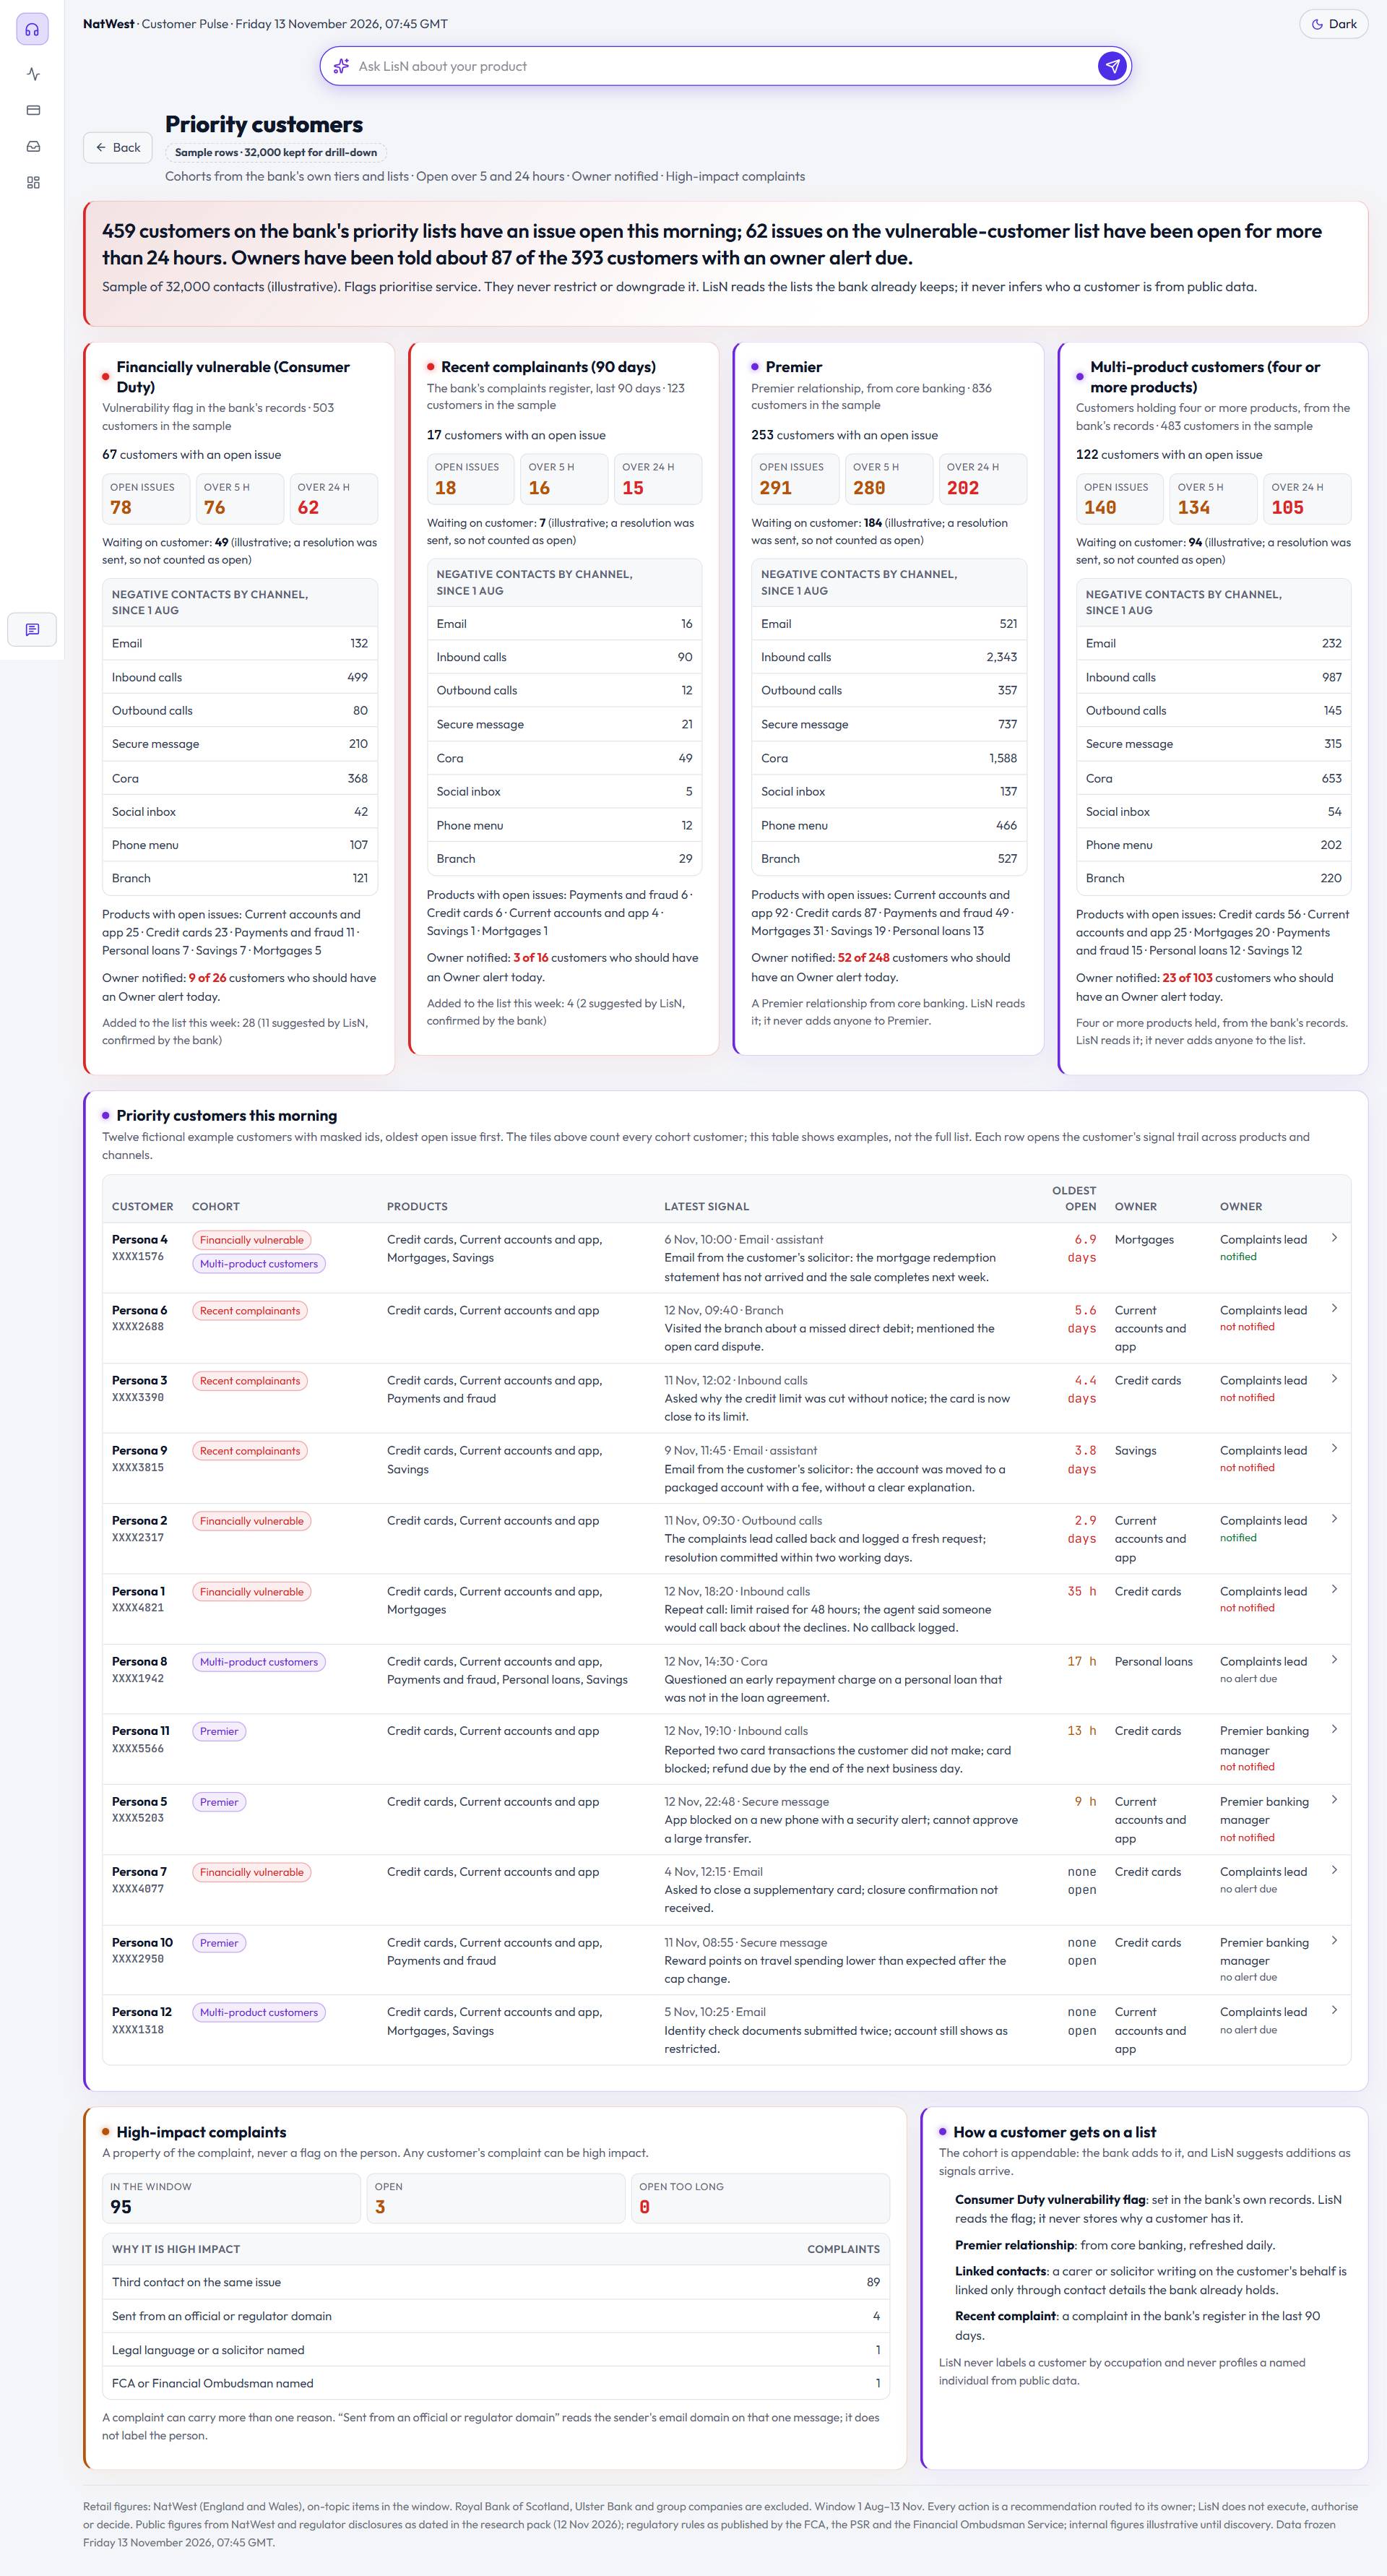 NatWest · Customer Pulse · Friday 13 November 2026, 07:45 GMT
Dark
Ask LisN about your product
Back
Priority customers
Sample rows · 32,000 kept for drill-down
Cohorts from the bank's own tiers and lists · Open over 5 and 24 hours · Owner notified · High-impact complaints
459 customers on the bank's priority lists have an issue open this morning; 62 issues on the vulnerable-customer list have been open for more
than 24 hours. Owners have been told about 87 of the 393 customers with an owner alert due.
Sample of 32,000 contacts (illustrative). Flags prioritise service. They never restrict or downgrade it. LisN reads the lists the bank already keeps; it never infers who a customer is from public data.
Financially vulnerable (Consumer
Duty)
Vulnerability flag in the bank's records · 503
customers in the sample
67 customers with an open issue
OPEN ISSUES
78
OVER 5 H
76
OVER 24 H
62
Waiting on customer: 49 (illustrative; a resolution was
sent, so not counted as open)
NEGATIVE CONTACTS BY CHANNEL,
SINCE 1 AUG
Email 132
Inbound calls 499
Outbound calls 80
Secure message 210
Cora 368
Social inbox 42
Phone menu 107
Branch 121
Products with open issues: Current accounts and
app 25 · Credit cards 23 · Payments and fraud 11 ·
Personal loans 7 · Savings 7 · Mortgages 5
Owner notified: 9 of 26 customers who should have
an Owner alert today.
Added to the list this week: 28 (11 suggested by LisN,
confirmed by the bank)
Recent complainants (90 days)
The bank's complaints register, last 90 days · 123
customers in the sample
17 customers with an open issue
OPEN ISSUES
18
OVER 5 H
16
OVER 24 H
15
Waiting on customer: 7 (illustrative; a resolution was
sent, so not counted as open)
NEGATIVE CONTACTS BY CHANNEL,
SINCE 1 AUG
Email 16
Inbound calls 90
Outbound calls 12
Secure message 21
Cora 49
Social inbox 5
Phone menu 12
Branch 29
Products with open issues: Payments and fraud 6 ·
Credit cards 6 · Current accounts and app 4 ·
Savings 1 · Mortgages 1
Owner notified: 3 of 16 customers who should have
an Owner alert today.
Added to the list this week: 4 (2 suggested by LisN,
confirmed by the bank)
Premier
Premier relationship, from core banking · 836
customers in the sample
253 customers with an open issue
OPEN ISSUES
291
OVER 5 H
280
OVER 24 H
202
Waiting on customer: 184 (illustrative; a resolution
was sent, so not counted as open)
NEGATIVE CONTACTS BY CHANNEL,
SINCE 1 AUG
Email 521
Inbound calls 2,343
Outbound calls 357
Secure message 737
Cora 1,588
Social inbox 137
Phone menu 466
Branch 527
Products with open issues: Current accounts and
app 92 · Credit cards 87 · Payments and fraud 49 ·
Mortgages 31 · Savings 19 · Personal loans 13
Owner notified: 52 of 248 customers who should
have an Owner alert today.
A Premier relationship from core banking. LisN reads
it; it never adds anyone to Premier.
Multi-product customers (four or
more products)
Customers holding four or more products, from the
bank's records · 483 customers in the sample
122 customers with an open issue
OPEN ISSUES
140
OVER 5 H
134
OVER 24 H
105
Waiting on customer: 94 (illustrative; a resolution was
sent, so not counted as open)
NEGATIVE CONTACTS BY CHANNEL,
SINCE 1 AUG
Email 232
Inbound calls 987
Outbound calls 145
Secure message 315
Cora 653
Social inbox 54
Phone menu 202
Branch 220
Products with open issues: Credit cards 56 · Current
accounts and app 25 · Mortgages 20 · Payments
and fraud 15 · Personal loans 12 · Savings 12
Owner notified: 23 of 103 customers who should
have an Owner alert today.
Four or more products held, from the bank's records.
LisN reads it; it never adds anyone to the list.
Priority customers this morning
Twelve fictional example customers with masked ids, oldest open issue first. The tiles above count every cohort customer; this table shows examples, not the full list. Each row opens the customer's signal trail across products and
channels.
CUSTOMER COHORT PRODUCTS LATEST SIGNAL OLDEST OPEN OWNER OWNER
Persona 4
XXXX1576
Financially vulnerable
Multi-product customers
Credit cards, Current accounts and app,
Mortgages, Savings
6 Nov, 10:00 · Email · assistant
Email from the customer's solicitor: the mortgage redemption
statement has not arrived and the sale completes next week.
6.9
days
Mortgages
Complaints lead
notified
Persona 6
XXXX2688
Recent complainants
Credit cards, Current accounts and app
12 Nov, 09:40 · Branch
Visited the branch about a missed direct debit; mentioned the
open card dispute.
5.6
days
Current
accounts and
app
Complaints lead
not notified
Persona 3
XXXX3390
Recent complainants
Credit cards, Current accounts and app,
Payments and fraud
11 Nov, 12:02 · Inbound calls
Asked why the credit limit was cut without notice; the card is now
close to its limit.
4.4
days
Credit cards
Complaints lead
not notified
Persona 9
XXXX3815
Recent complainants
Credit cards, Current accounts and app,
Savings
9 Nov, 11:45 · Email · assistant
Email from the customer's solicitor: the account was moved to a
packaged account with a fee, without a clear explanation.
3.8
days
Savings
Complaints lead
not notified
Persona 2
XXXX2317
Financially vulnerable
Credit cards, Current accounts and app
11 Nov, 09:30 · Outbound calls
The complaints lead called back and logged a fresh request;
resolution committed within two working days.
2.9
days
Current
accounts and
app
Complaints lead
notified
Persona 1
XXXX4821
Financially vulnerable
Credit cards, Current accounts and app,
Mortgages
12 Nov, 18:20 · Inbound calls
Repeat call: limit raised for 48 hours; the agent said someone
would call back about the declines. No callback logged.
35 h
Credit cards
Complaints lead
not notified
Persona 8
XXXX1942
Multi-product customers
Credit cards, Current accounts and app,
Payments and fraud, Personal loans, Savings
12 Nov, 14:30 · Cora
Questioned an early repayment charge on a personal loan that
was not in the loan agreement.
17 h
Personal loans
Complaints lead
no alert due
Persona 11
XXXX5566
Premier
Credit cards, Current accounts and app
12 Nov, 19:10 · Inbound calls
Reported two card transactions the customer did not make; card
blocked; refund due by the end of the next business day.
13 h
Credit cards
Premier banking
manager
not notified
Persona 5
XXXX5203
Premier
Credit cards, Current accounts and app
12 Nov, 22:48 · Secure message
App blocked on a new phone with a security alert; cannot approve
a large transfer.
9 h
Current
accounts and
app
Premier banking
manager
not notified
Persona 7
XXXX4077
Financially vulnerable
Credit cards, Current accounts and app
4 Nov, 12:15 · Email
Asked to close a supplementary card; closure confirmation not
received.
none
open
Credit cards
Complaints lead
no alert due
Persona 10
XXXX2950
Premier
Credit cards, Current accounts and app,
Payments and fraud
11 Nov, 08:55 · Secure message
Reward points on travel spending lower than expected after the
cap change.
none
open
Credit cards
Premier banking
manager
no alert due
Persona 12
XXXX1318
Multi-product customers
Credit cards, Current accounts and app,
Mortgages, Savings
5 Nov, 10:25 · Email
Identity check documents submitted twice; account still shows as
restricted.
none
open
Current
accounts and
app
Complaints lead
no alert due
High-impact complaints
A property of the complaint, never a flag on the person. Any customer's complaint can be high impact.
IN THE WINDOW
95
OPEN
3
OPEN TOO LONG
0
WHY IT IS HIGH IMPACT COMPLAINTS
Third contact on the same issue 89
Sent from an official or regulator domain 4
Legal language or a solicitor named 1
FCA or Financial Ombudsman named 1
A complaint can carry more than one reason. “Sent from an official or regulator domain” reads the sender's email domain on that one message; it does
not label the person.
How a customer gets on a list
The cohort is appendable: the bank adds to it, and LisN suggests additions as
signals arrive.
Consumer Duty vulnerability flag: set in the bank's own records. LisN
reads the flag; it never stores why a customer has it.
Premier relationship: from core banking, refreshed daily.
Linked contacts: a carer or solicitor writing on the customer's behalf is
linked only through contact details the bank already holds.
Recent complaint: a complaint in the bank's register in the last 90
days.
LisN never labels a customer by occupation and never profiles a named
individual from public data.
Retail figures: NatWest (England and Wales), on-topic items in the window. Royal Bank of Scotland, Ulster Bank and group companies are excluded. Window 1 Aug–13 Nov. Every action is a recommendation routed to its owner; LisN does not execute, authorise
or decide. Public figures from NatWest and regulator disclosures as dated in the research pack (12 Nov 2026); regulatory rules as published by the FCA, the PSR and the Financial Ombudsman Service; internal figures illustrative until discovery. Data frozen
Friday 13 November 2026, 07:45 GMT.